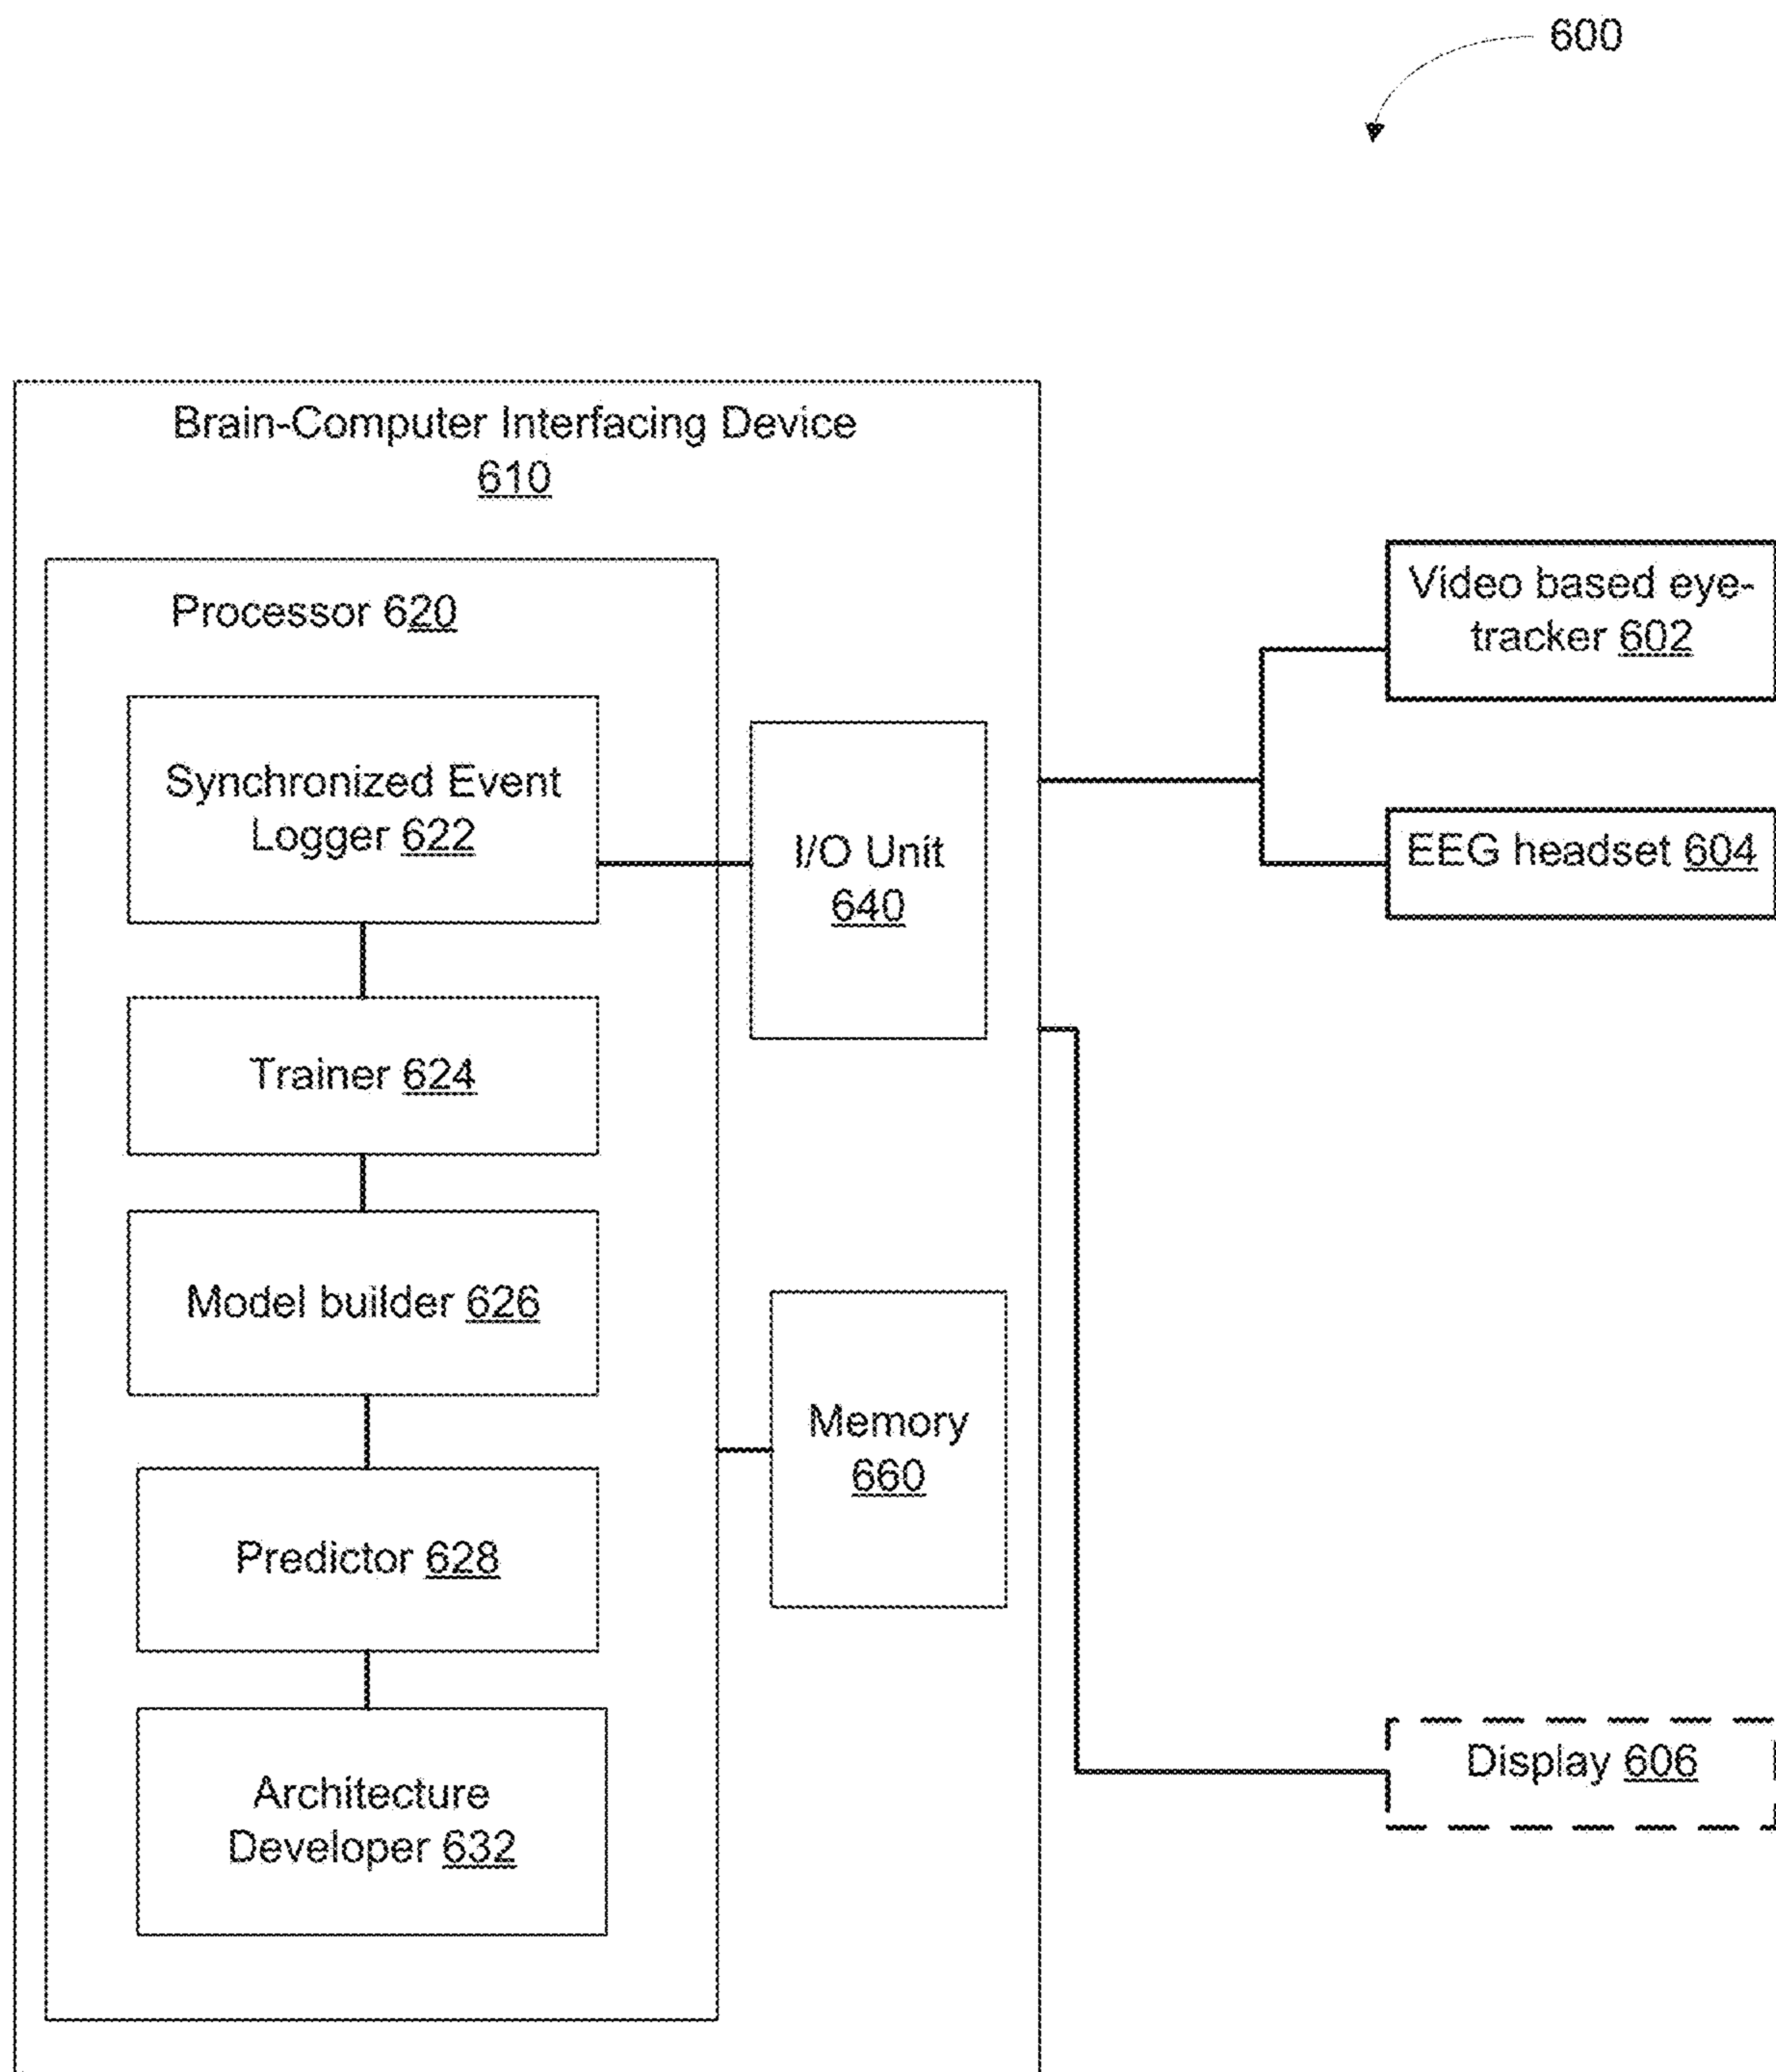 600
Brain-Computer Interfacing Device
610
Processor 620
Synchronized Event
Logger 622
I/O Unit
640
Trainer 624
Model builder 626
Memory
660
Predictor 628
Architecture
Developer 632
Video based eye-
tracker 602
EEG headset 604
Display 606